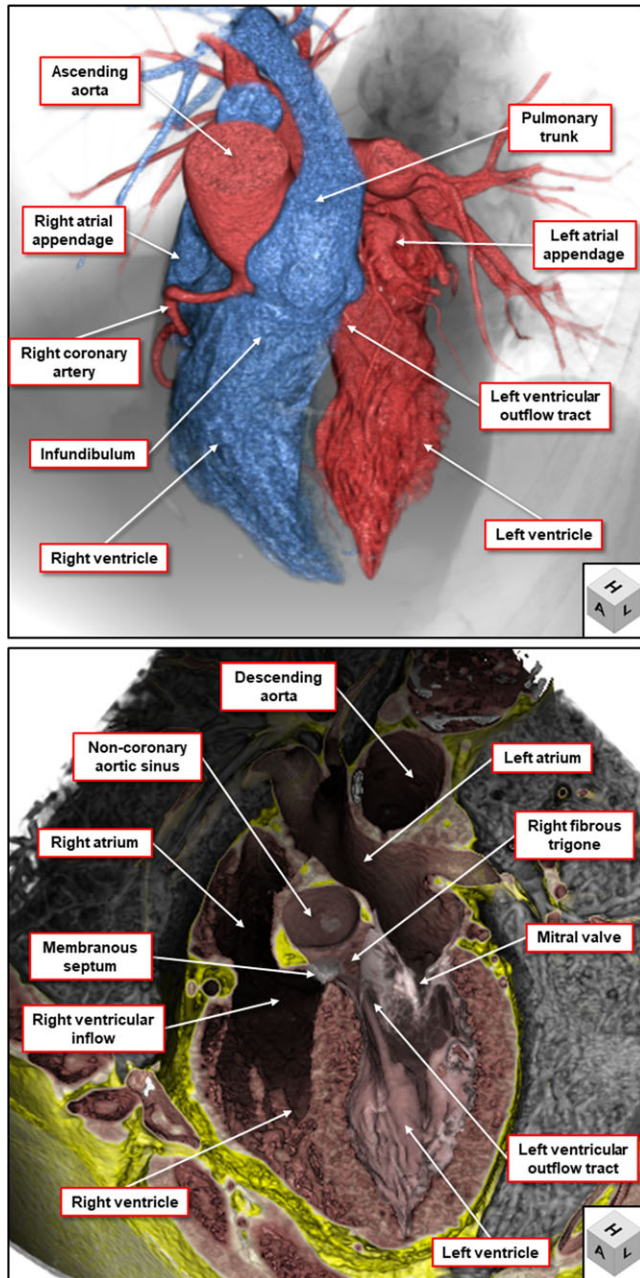 Ascending
aorta
Pulmonary
trunk
Right atrial
appendage
Left atrial
appendage
Right coronary
artery
Left ventricular
outflow tract
Infundibulum
Right ventricle
Left ventricle
H
A
L
Descending
aorta
Non-coronary
aortic sinus
Left atrium
Right atrium
Right fibrous
trigone
Membranous
septum
Mitral valve
Right ventricular
inflow
Left ventricular
outflow tract
Right ventricle
Left ventricle
H
A
L